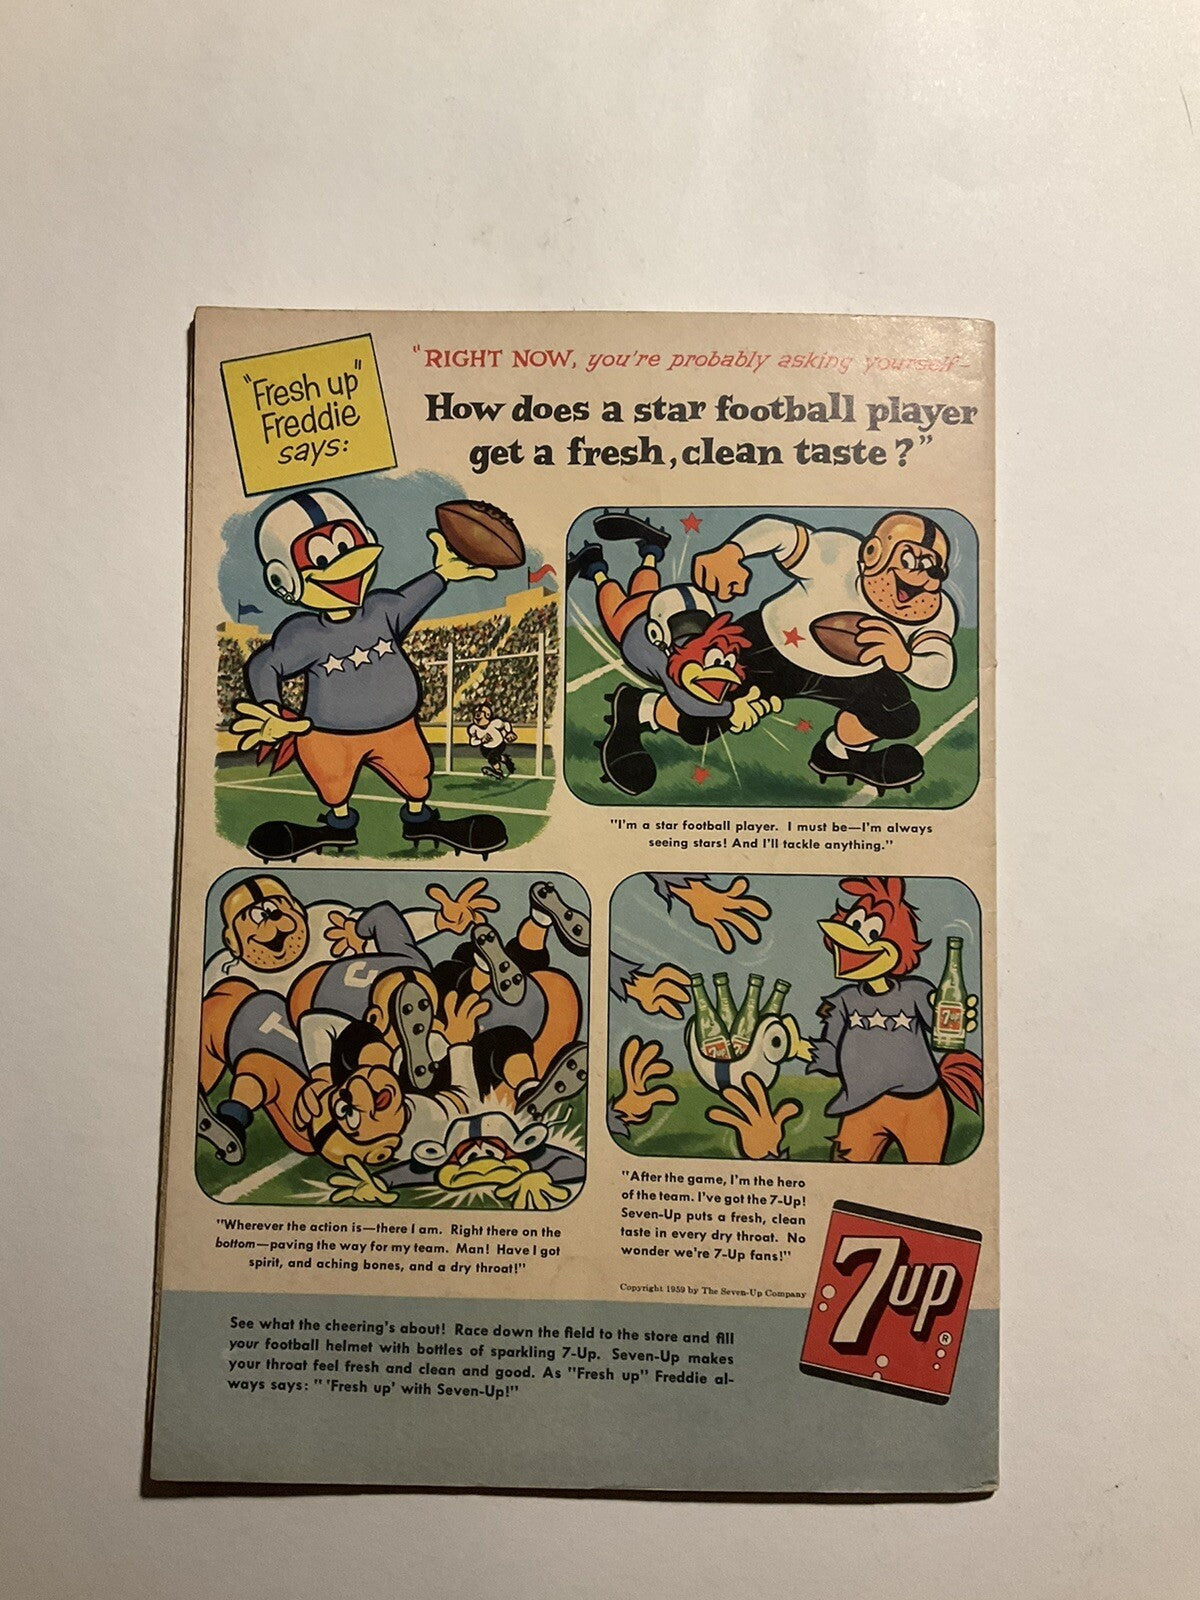 "Fresh up"
Freddie
says:
"RIGHT NOW, you're probably asking yourself—
How does a star football player
get a fresh, clean taste?"
"I'm a star football player. I must be—I'm always
seeing stars! And I'll tackle anything."
"Wherever the action is—there I am. Right there on the
bottom—paving the way for my team. Man! Have I got
spirit, and aching bones, and a dry throat!"
7up
"After the game, I'm the hero
of the team. I've got the 7-Up!
Seven-Up puts a fresh, clean
taste in every dry throat. No
wonder we're 7-Up fans!"
Copyright 1959 by The Seven-Up Company
7up ®
See what the cheering's about! Race down the field to the store and fill
your football helmet with bottles of sparkling 7-Up. Seven-Up makes
your throat feel fresh and clean and good. As "Fresh up" Freddie al-
ways says: " 'Fresh up' with Seven-Up!"